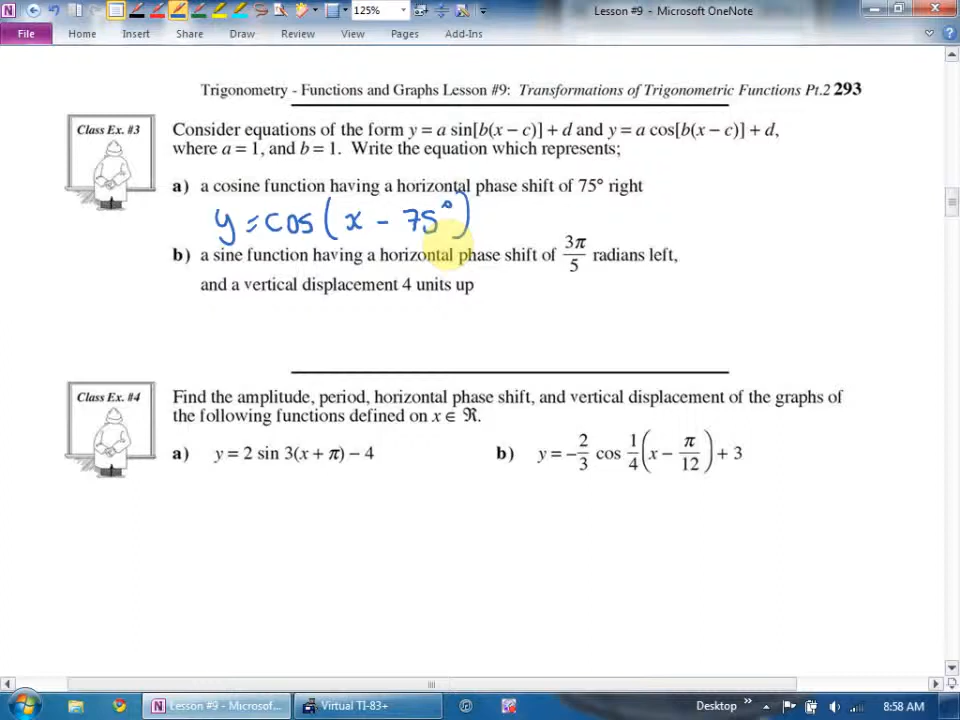 125%
Lesson #9 - Microsoft OneNote
File Home Insert Share Draw Review View Pages Add-Ins
Trigonometry - Functions and Graphs Lesson #9: Transformations of Trigonometric Functions Pt.2 293
Class Ex. #3
Consider equations of the form y = a sin[b(x − c)] + d and y = a cos[b(x − c)] + d,
where a = 1, and b = 1. Write the equation which represents;
a) a cosine function having a horizontal phase shift of 75° right
y = cos(x − 75°)
b) a sine function having a horizontal phase shift of 3π/5 radians left,
and a vertical displacement 4 units up
Class Ex. #4
Find the amplitude, period, horizontal phase shift, and vertical displacement of the graphs of
the following functions defined on x ∈ ℜ.
a) y = 2 sin 3(x + π) − 4
b) y = −2/3 cos 1/4(x − π/12) + 3
Lesson #9 - Microsof...
Virtual TI-83+
Desktop
8:58 AM